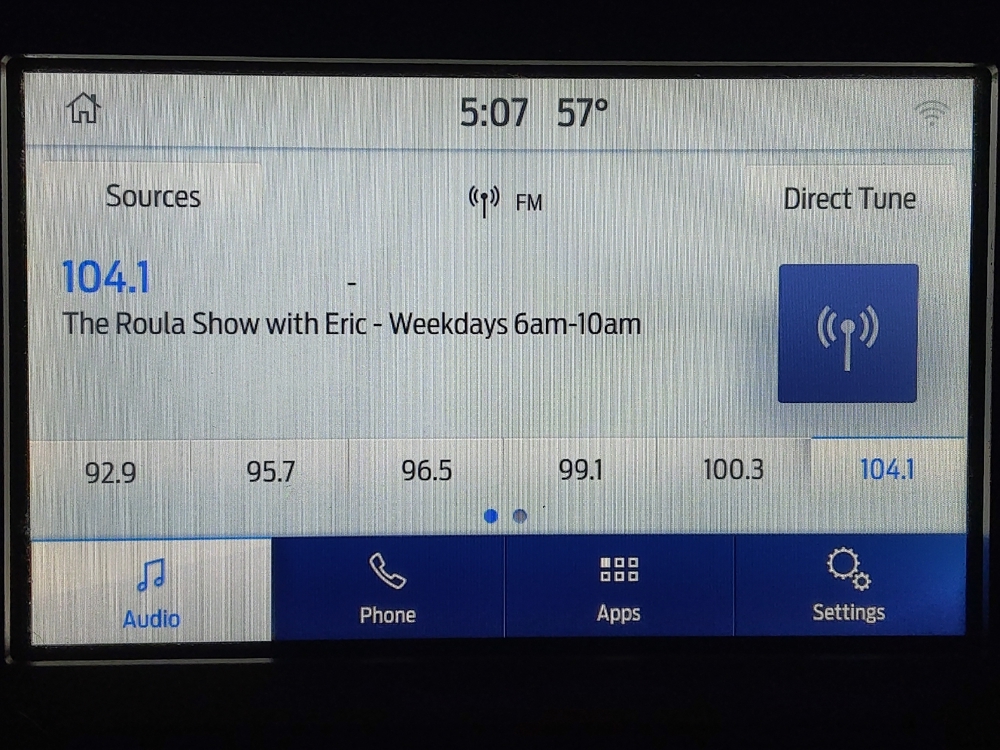 5:07 57°
Sources FM Direct Tune
104.1 -
The Roula Show with Eric - Weekdays 6am-10am
92.9 95.7 96.5 99.1 100.3 104.1
Audio Phone Apps Settings